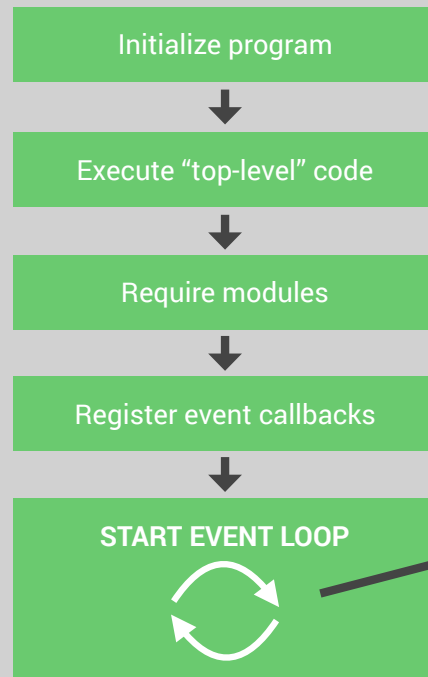 Initialize program
Execute “top-level” code
Require modules
Register event callbacks
START EVENT LOOP